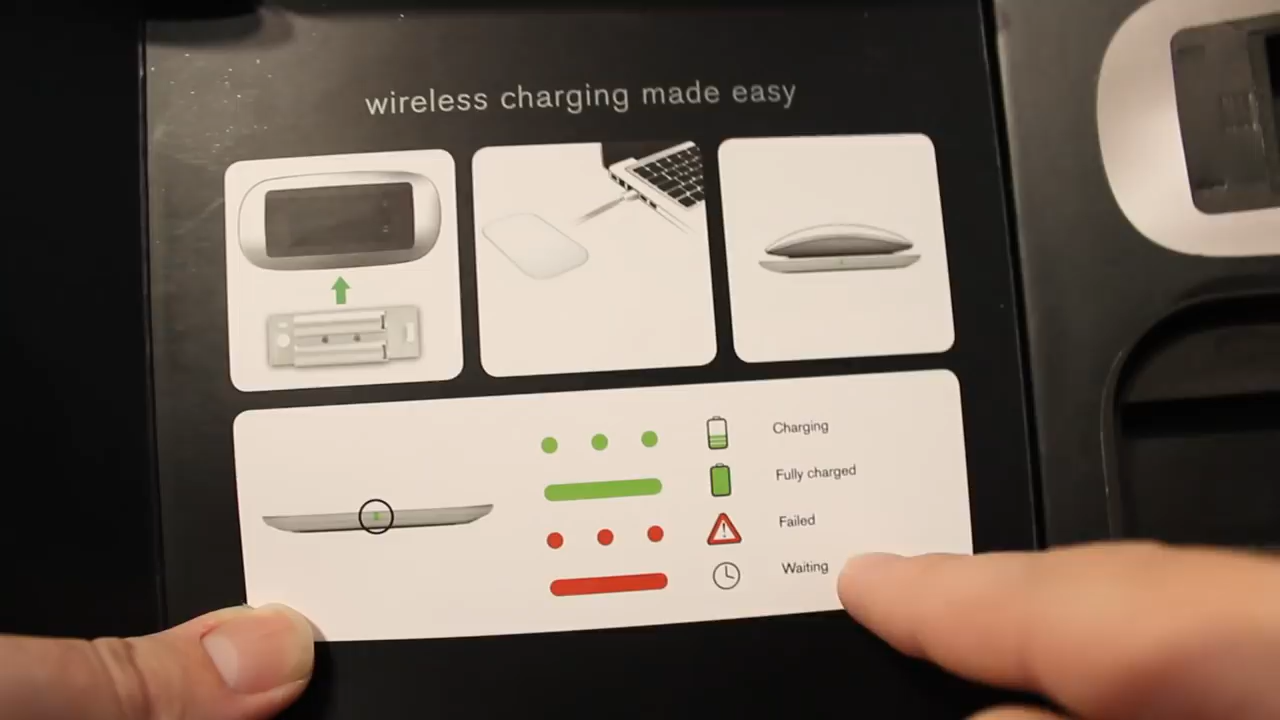 wireless charging made easy
Charging
Fully charged
Failed
Waiting